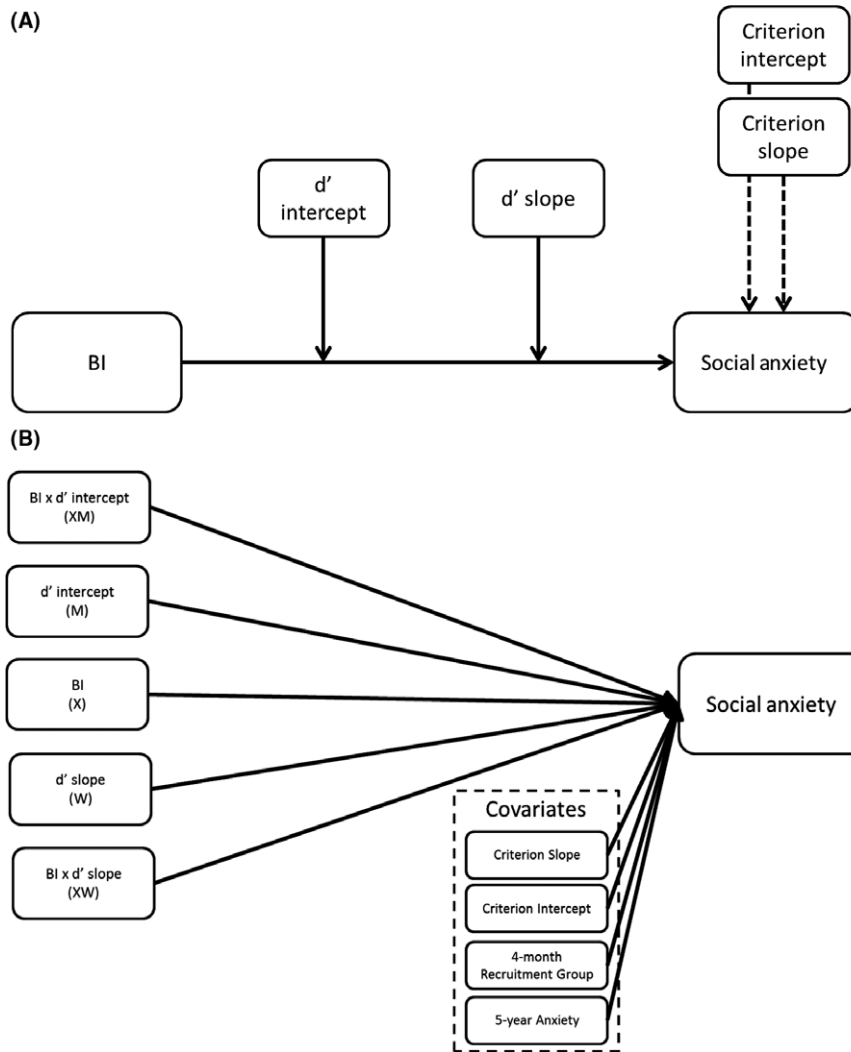 (A)
Criterion
intercept
Criterion
slope
d'
intercept
d' slope
BI
Social anxiety
(B)
BI x d' intercept
(XM)
d' intercept
(M)
BI
(X)
d' slope
(W)
BI x d' slope
(XW)
Social anxiety
Covariates
Criterion Slope
Criterion Intercept
4-month
Recruitment Group
5-year Anxiety